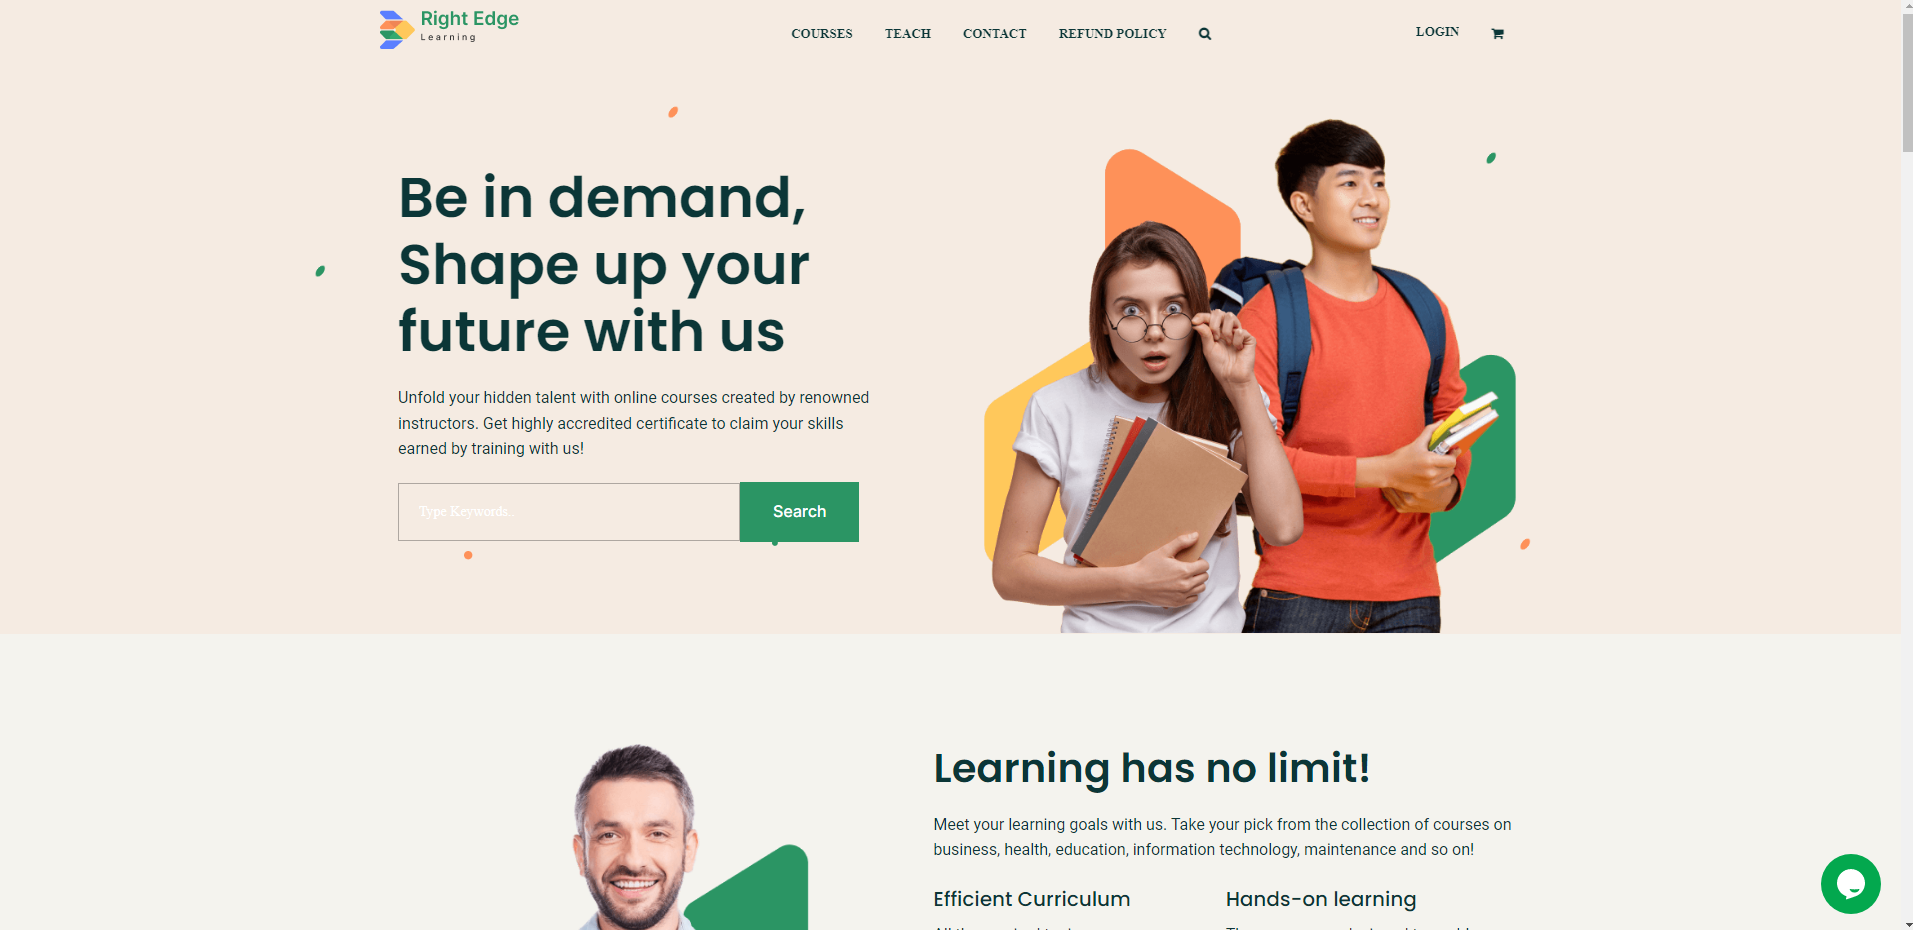 Right Edge
Learning
COURSES
TEACH
CONTACT
REFUND POLICY
LOGIN
Be in demand,
Shape up your
future with us
Unfold your hidden talent with online courses created by renowned
instructors. Get highly accredited certificate to claim your skills
earned by training with us!
Type Keywords..
Search
Learning has no limit!
Meet your learning goals with us. Take your pick from the collection of courses on
business, health, education, information technology, maintenance and so on!
Efficient Curriculum
Hands-on learning